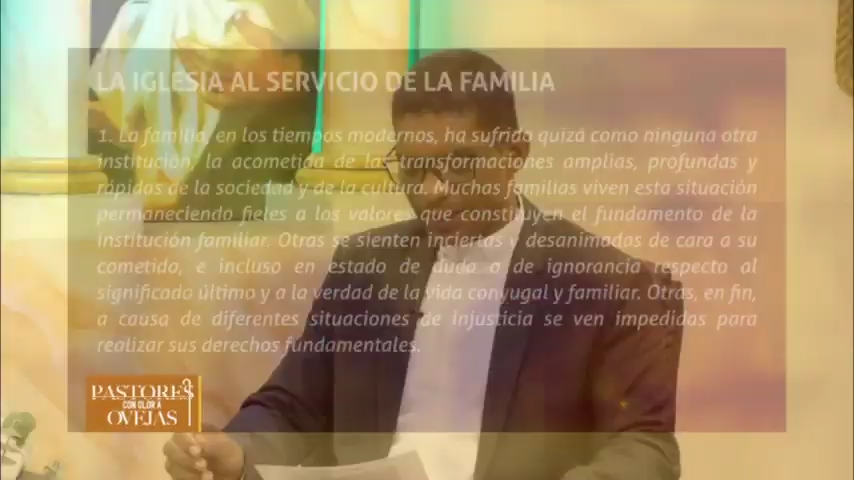 LA IGLESIA AL SERVICIO DE LA FAMILIA
1. La familia, en los tiempos modernos, ha sufrido quizá como ninguna otra
institución, la acometida de las transformaciones amplias, profundas y
rápidas de la sociedad y de la cultura. Muchas familias viven esta situación
permaneciendo fieles a los valores que constituyen el fundamento de la
institución familiar. Otras se sienten inciertas y desanimadas de cara a su
cometido, e incluso en estado de duda o de ignorancia respecto al
significado último y a la verdad de la vida conyugal y familiar. Otras, en fin,
a causa de diferentes situaciones de injusticia se ven impedidas para
realizar sus derechos fundamentales.
PASTORES
CON OLOR A
OVEJAS